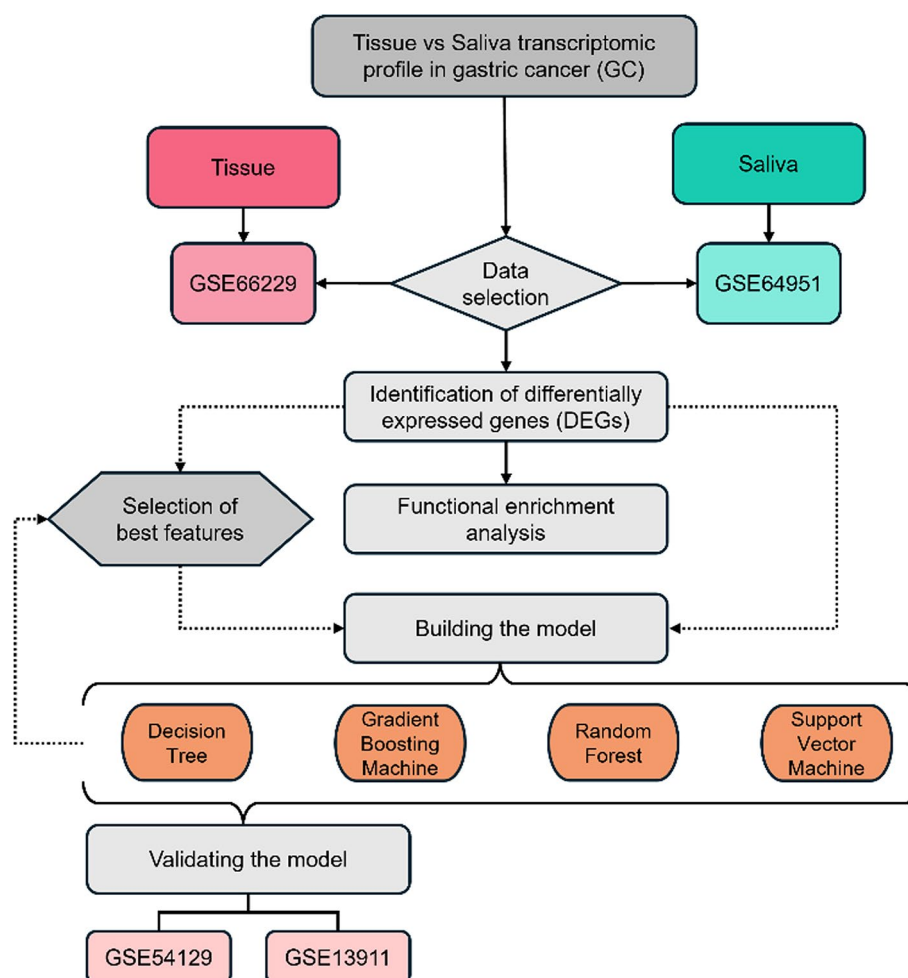 Tissue vs Saliva transcriptomic
profile in gastric cancer (GC)
Tissue
Saliva
GSE66229
Data
selection
GSE64951
Identification of differentially
expressed genes (DEGs)
Selection of
best features
Functional enrichment
analysis
Building the model
Decision
Tree
Gradient
Boosting
Machine
Random
Forest
Support
Vector
Machine
Validating the model
GSE54129
GSE13911